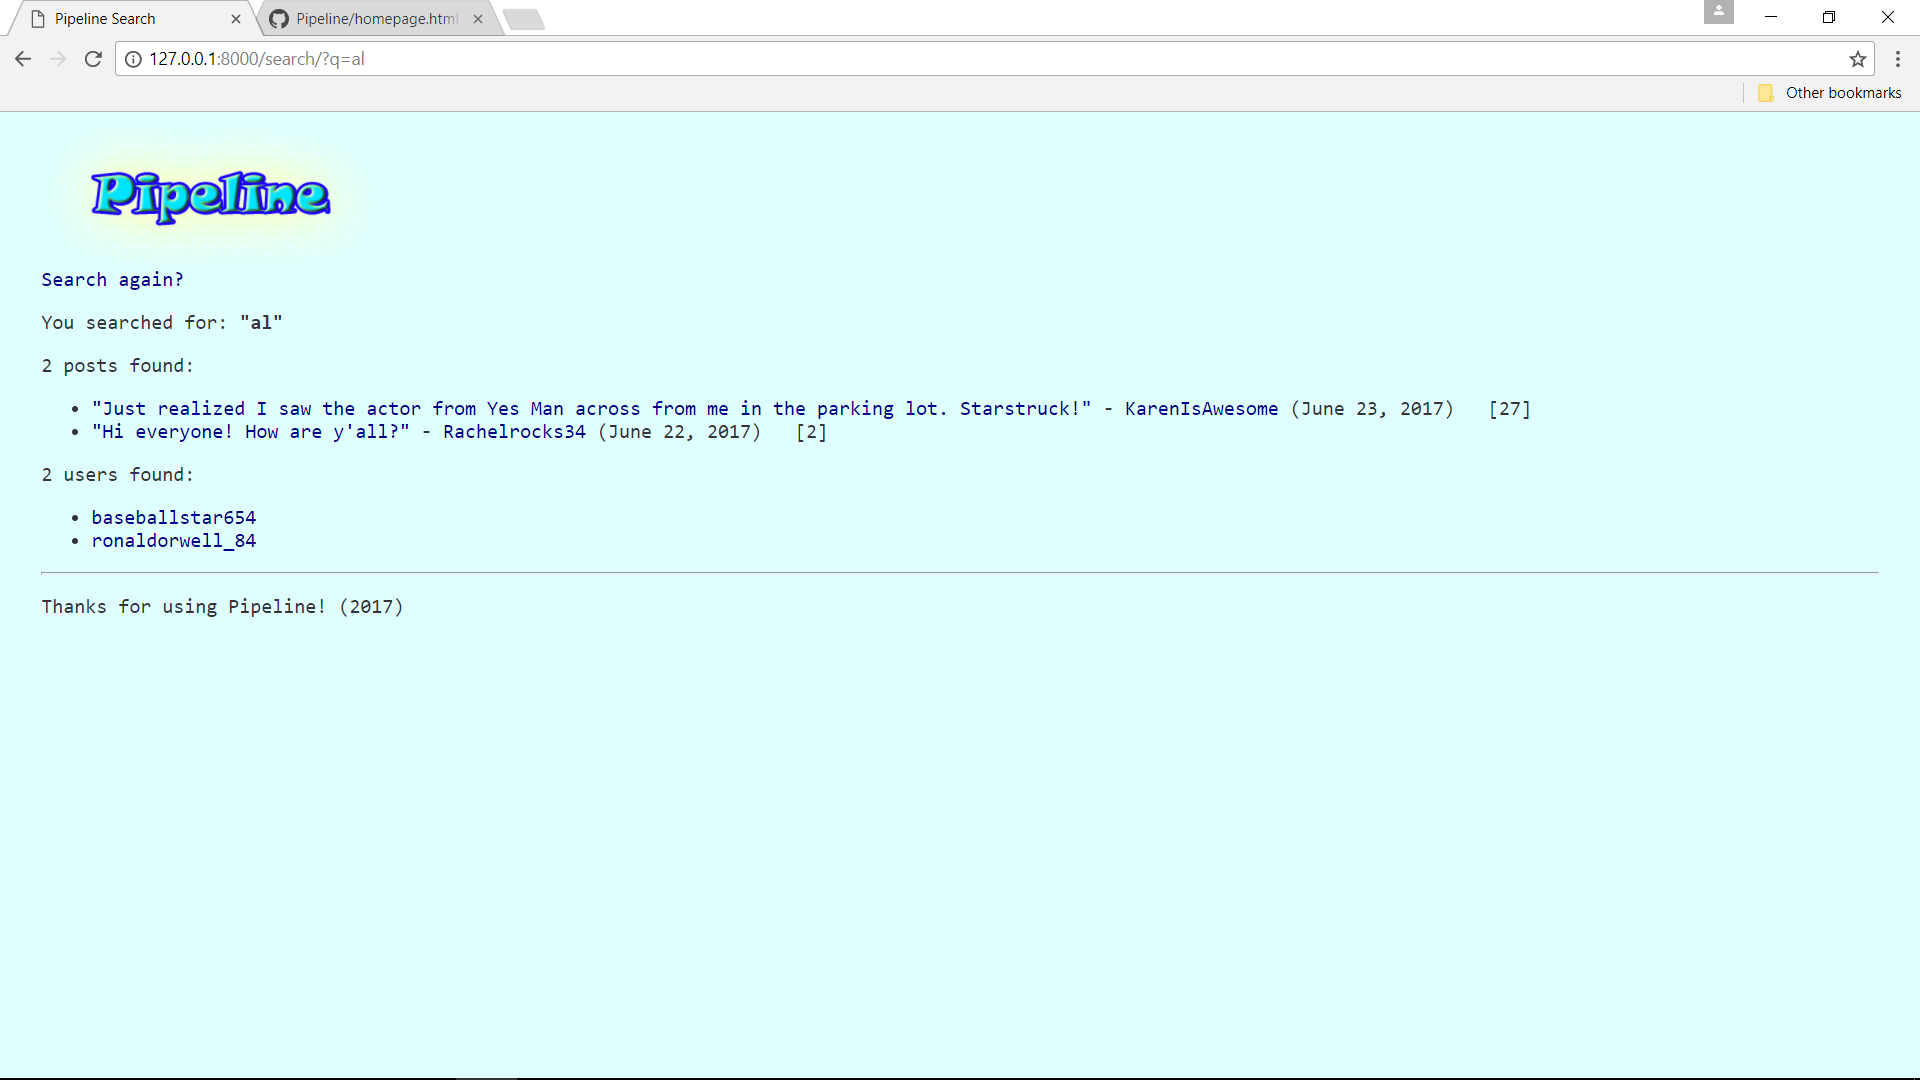 Pipeline Search
Pipeline/homepage.html
127.0.0.1:8000/search/?q=al
Other bookmarks
Pipeline
Search again?
You searched for: "al"
2 posts found:
"Just realized I saw the actor from Yes Man across from me in the parking lot. Starstruck!" - KarenIsAwesome (June 23, 2017) [27]
"Hi everyone! How are y'all?" - Rachelrocks34 (June 22, 2017) [2]
2 users found:
baseballstar654
ronaldorwell_84
Thanks for using Pipeline! (2017)